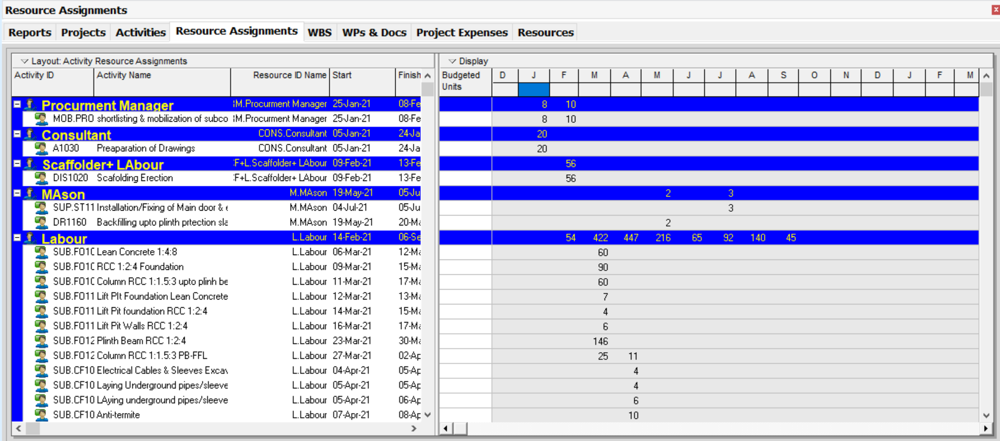 Resource Assignments
Reports Projects Activities Resource Assignments WBS WPs & Docs Project Expenses Resources
Layout: Activity Resource Assignments Display
Activity ID Activity Name Resource ID Name Start Finish Budgeted Units D J F M A M J J A S O N D J F M
Procurment Manager IM.Procurment Manager 25-Jan-21 08-Fe 8 10
MOB.PRO shortlisting & mobilization of subco IM.Procurment Manager 25-Jan-21 08-Fe 8 10
Consultant CONS.Consultant 05-Jan-21 24-Ja 20
A1030 Preaparation of Drawings CONS.Consultant 05-Jan-21 24-Ja 20
Scaffolder+ LAbour F+L.Scaffolder+ LAbour 09-Feb-21 13-Fe 56
DIS1020 Scafolding Erection F+L.Scaffolder+ LAbour 09-Feb-21 13-Fe 56
MAson M.MAson 19-May-21 05-Ju 2 3
SUP.ST11 Installation/Fixing of Main door & e M.MAson 04-Jul-21 05-Ju 3
DR1160 Backfilling upto plinth prtection sla M.MAson 19-May-21 20-Ma 2
Labour L.Labour 14-Feb-21 06-Se 54 422 447 216 65 92 140 45
SUB.FO10 Lean Concrete 1:4:8 L.Labour 06-Mar-21 12-Ma 60
SUB.FO10 RCC 1:2:4 Foundation L.Labour 09-Mar-21 15-Ma 90
SUB.FO10 Column RCC 1:1.5:3 upto plinh be L.Labour 11-Mar-21 17-Ma 60
SUB.FO11 Lift PIt Foundation Lean Concrete L.Labour 12-Mar-21 13-Ma 7
SUB.FO11 Lift Pit foundation RCC 1:2:4 L.Labour 14-Mar-21 15-Ma 4
SUB.FO11 Lift Pit Walls RCC 1:2:4 L.Labour 16-Mar-21 17-Ma 6
SUB.FO12 Plinth Beam RCC 1:2:4 L.Labour 23-Mar-21 30-Ma 146
SUB.FO12 Column RCC 1:1.5:3 PB-FFL L.Labour 27-Mar-21 02-Ap 25 11
SUB.CF10 Electrical Cables & Sleeves Excav L.Labour 04-Apr-21 05-Ap 4
SUB.CF10 Laying Underground pipes/sleeve L.Labour 05-Apr-21 05-Ap 4
SUB.CF10 LAying underground pipes/sleeve L.Labour 05-Apr-21 06-Ap 6
SUB.CF10 Anti-termite L.Labour 07-Apr-21 08-Ap 10